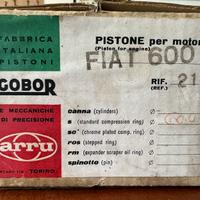 FABBRICA
ITALIANA
PISTONI
GOBOR
E MECCANICHE
DI PRECISIONE
arru
TORINO
PISTONE per motor
(Piston for engine)
FIAT 600
RIF. 21
(REF.)
canna (cylinders) ø
s (standard compression ring) ø
sc° (chrome plated comp. ring) ø
ros (stepped ring) ø
rm (expander scraper oil ring) ø
spinotto (pin) ø